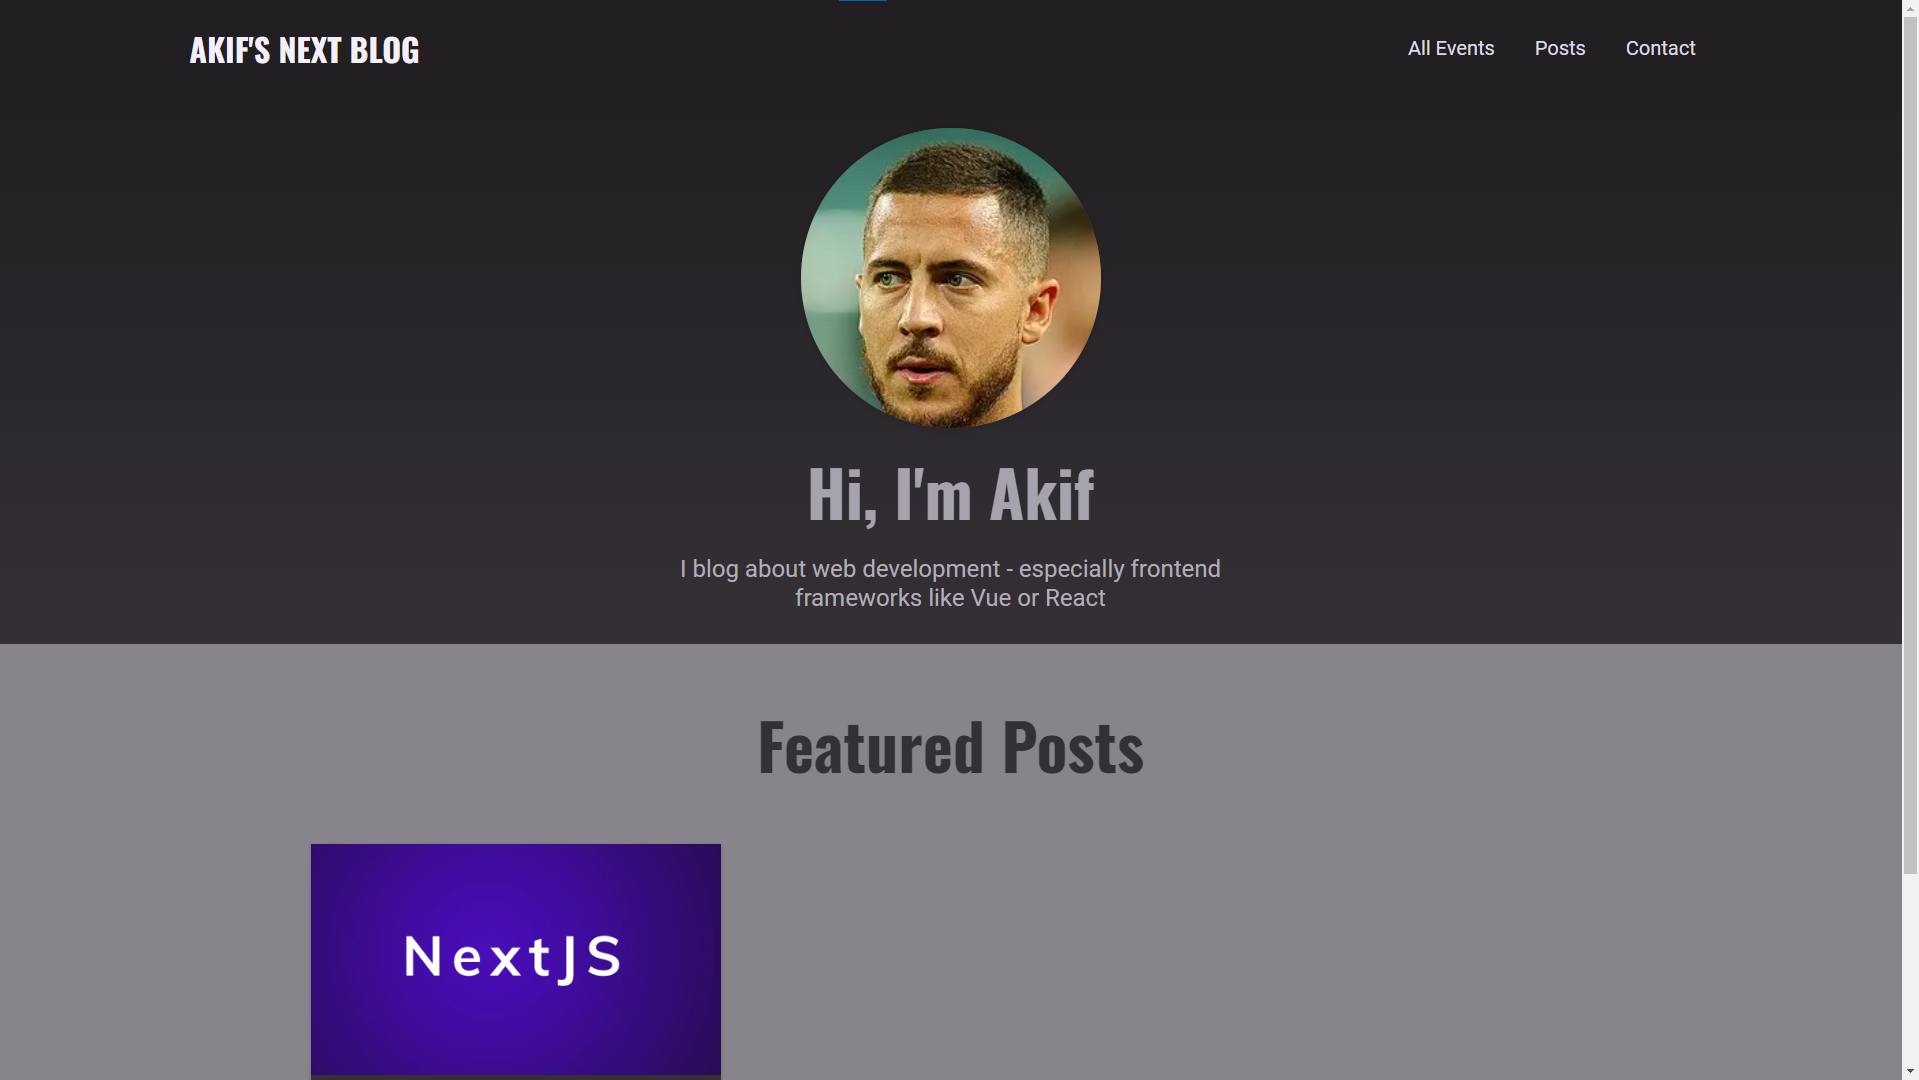 AKIF'S NEXT BLOG
All Events
Posts
Contact
Hi, I'm Akif
I blog about web development - especially frontend
frameworks like Vue or React
Featured Posts
NextJS